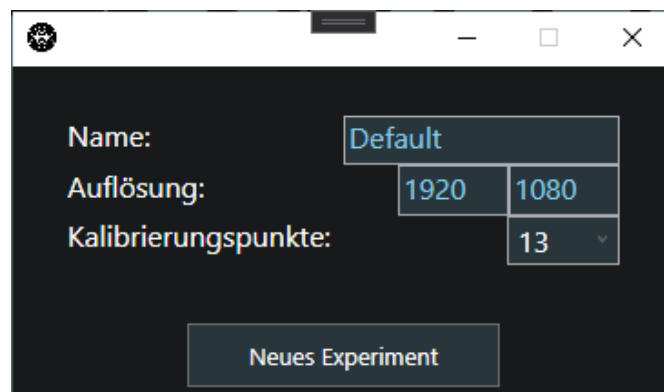 Name: Default
Auflösung: 1920 1080
Kalibrierungspunkte: 13
Neues Experiment